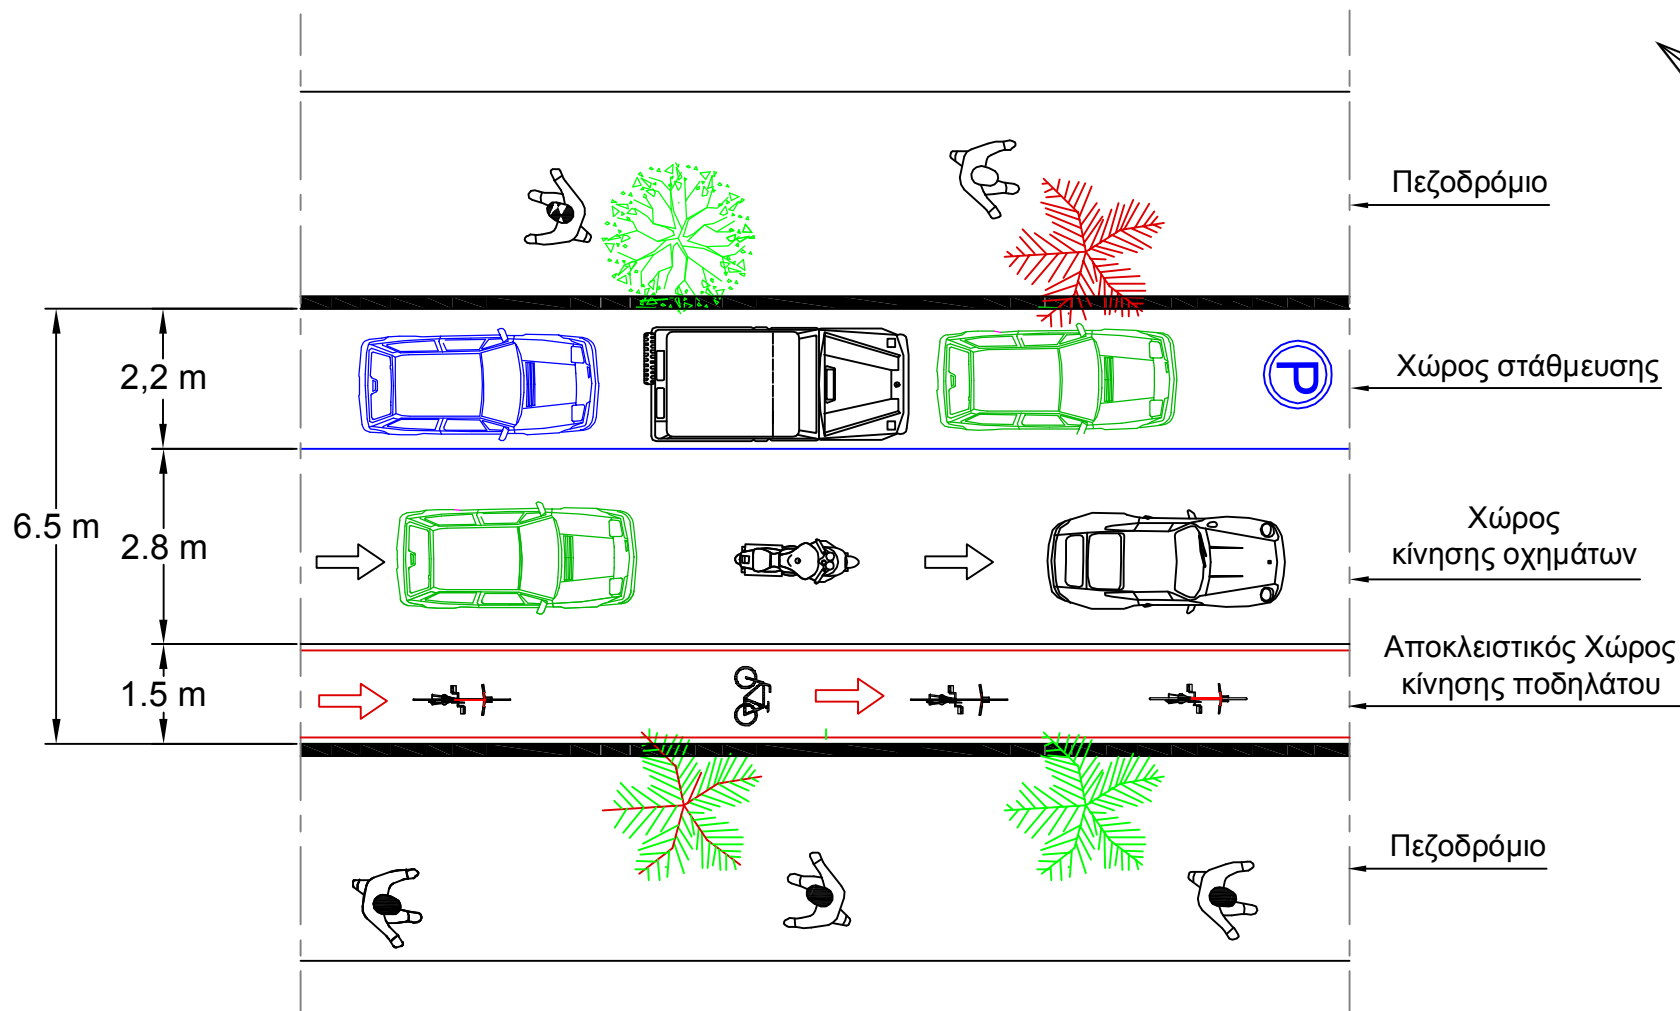 Πεζοδρόμιο
2,2 m
P
Χώρος στάθμευσης
6.5 m
2.8 m
Χώρος
κίνησης οχημάτων
1.5 m
Αποκλειστικός Χώρος
κίνησης ποδηλάτου
Πεζοδρόμιο